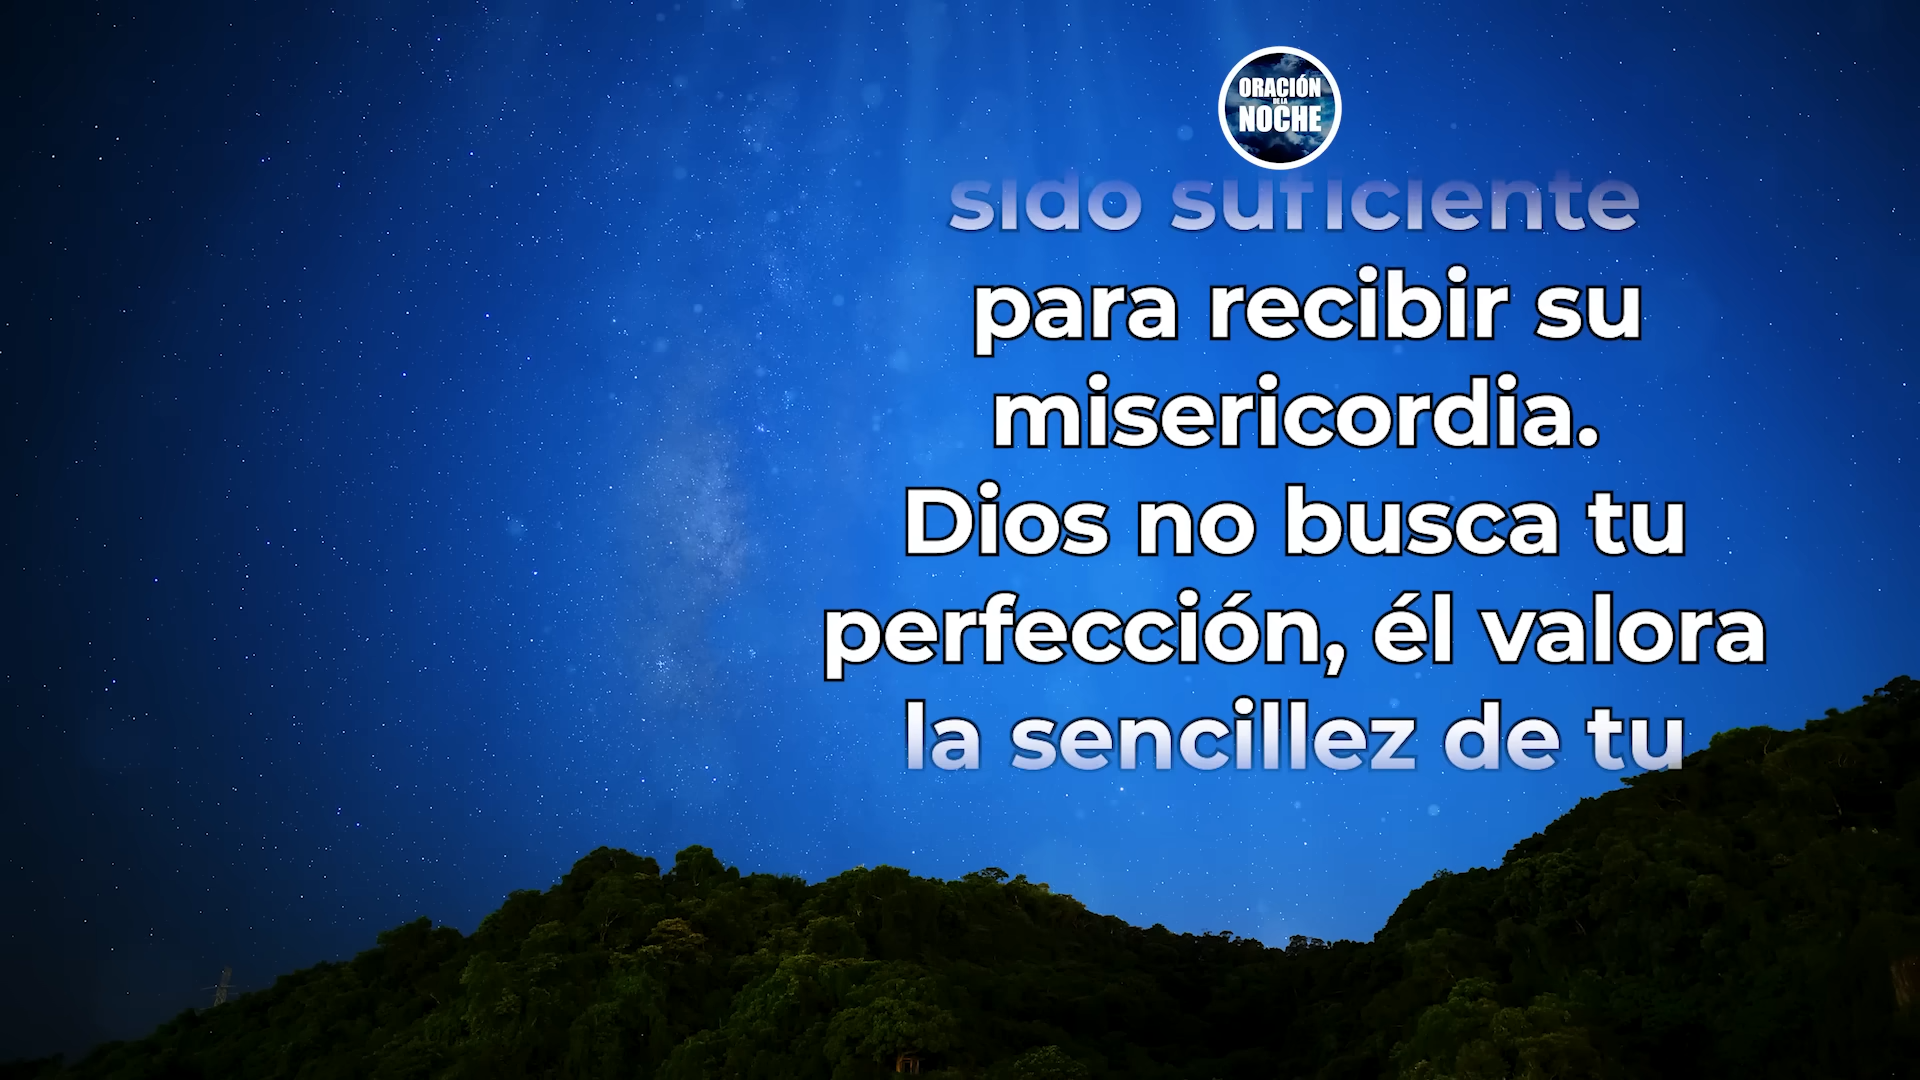 ORACIÓN
DE LA
NOCHE
sido suficiente
para recibir su
misericordia.
Dios no busca tu
perfección, él valora
la sencillez de tu